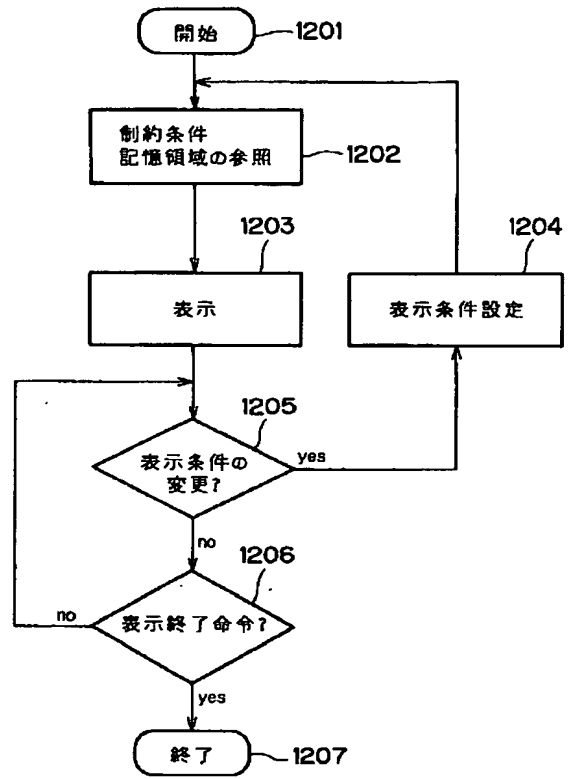 開始
1201
制約条件
記憶領域の参照
1202
1203
表示
1204
表示条件設定
1205
表示条件の
変更?
yes
no
1206
表示終了命令?
no
yes
終了
1207